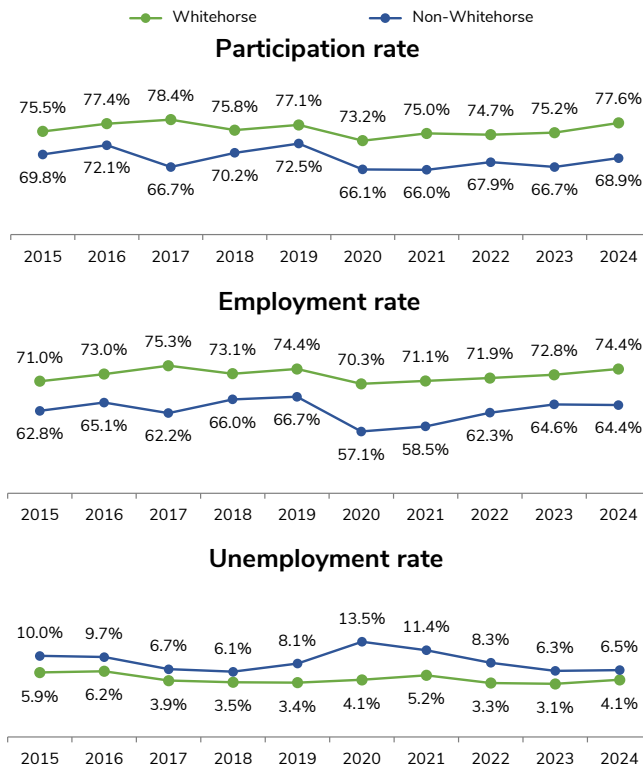 Whitehorse Non-Whitehorse
Participation rate
75.5% 77.4% 78.4% 75.8% 77.1% 73.2% 75.0% 74.7% 75.2% 77.6%
69.8% 72.1% 66.7% 70.2% 72.5% 66.1% 66.0% 67.9% 66.7% 68.9%
2015 2016 2017 2018 2019 2020 2021 2022 2023 2024
Employment rate
71.0% 73.0% 75.3% 73.1% 74.4% 70.3% 71.1% 71.9% 72.8% 74.4%
62.8% 65.1% 62.2% 66.0% 66.7% 57.1% 58.5% 62.3% 64.6% 64.4%
2015 2016 2017 2018 2019 2020 2021 2022 2023 2024
Unemployment rate
10.0% 9.7% 6.7% 6.1% 8.1% 13.5% 11.4% 8.3% 6.3% 6.5%
5.9% 6.2% 3.9% 3.5% 3.4% 4.1% 5.2% 3.3% 3.1% 4.1%
2015 2016 2017 2018 2019 2020 2021 2022 2023 2024